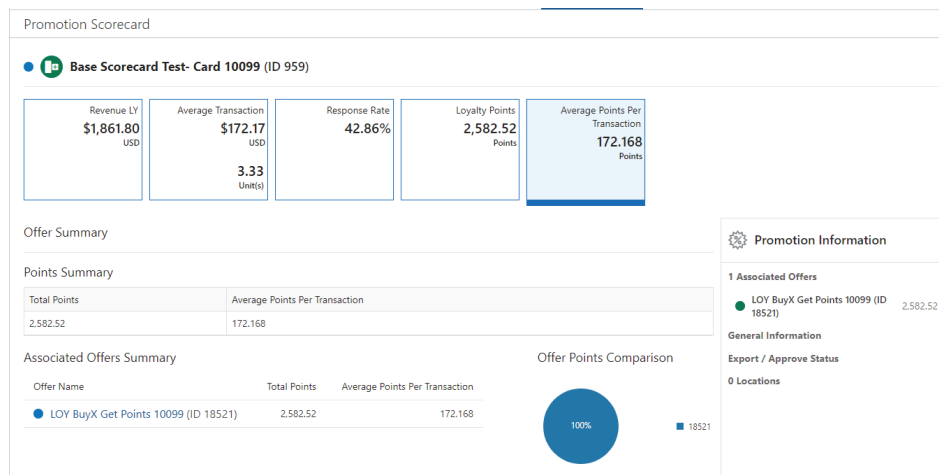 Promotion Scorecard
Base Scorecard Test- Card 10099 (ID 959)
Revenue LY
$1,861.80
USD
Average Transaction
$172.17
USD
3.33
Unit(s)
Response Rate
42.86%
Loyalty Points
2,582.52
Points
Average Points Per
Transaction
172.168
Points
Offer Summary
Points Summary
Total Points Average Points Per Transaction
2,582.52 172.168
Associated Offers Summary
Offer Name Total Points Average Points Per Transaction
LOY BuyX Get Points 10099 (ID 18521) 2,582.52 172.168
Offer Points Comparison
100%
18521
Promotion Information
1 Associated Offers
LOY BuyX Get Points 10099 (ID
18521)
2,582.52
General Information
Export / Approve Status
0 Locations